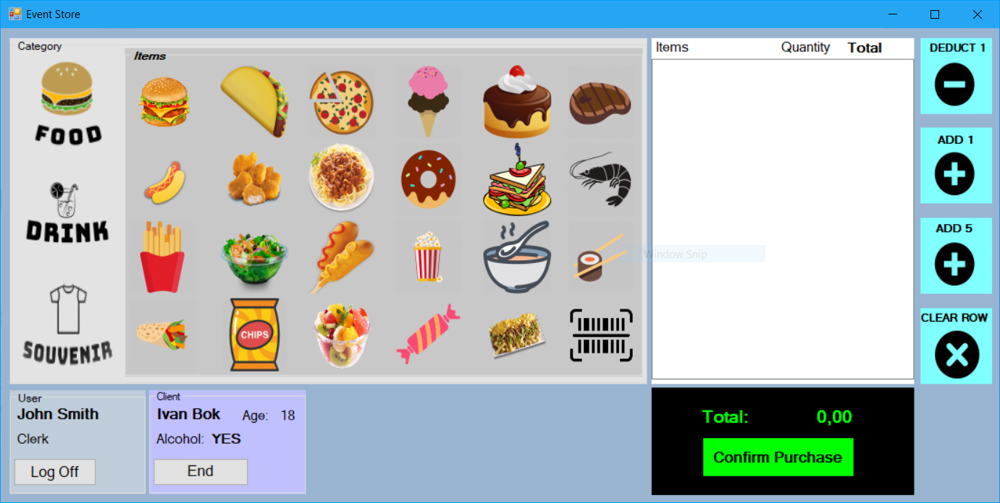 Event Store
Category
FOOD
DRINK
SOUVENIR
Items
CHIPS
Items Quantity Total
Window Snip
DEDUCT 1
ADD 1
ADD 5
CLEAR ROW
User
John Smith
Clerk
Log Off
Client
Ivan Bok Age: 18
Alcohol: YES
End
Total: 0,00
Confirm Purchase